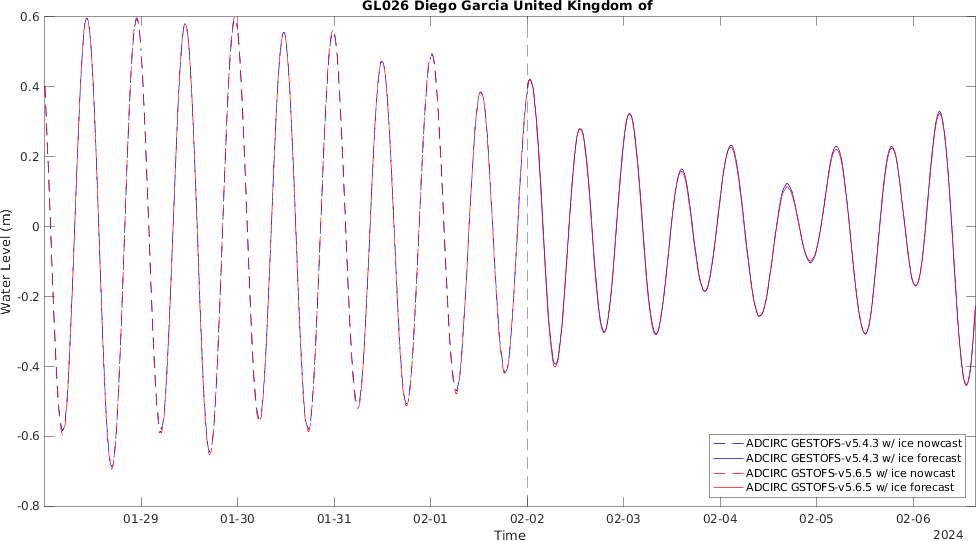 GL026 Diego Garcia United Kingdom of
0.6
0.4
0.2
0
-0.2
-0.4
-0.6
-0.8
Water Level (m)
ADCIRC GESTOFS-v5.4.3 w/ ice nowcast
ADCIRC GESTOFS-v5.4.3 w/ ice forecast
ADCIRC GSTOFS-v5.6.5 w/ ice nowcast
ADCIRC GSTOFS-v5.6.5 w/ ice forecast
01-29 01-30 01-31 02-01 02-02 02-03 02-04 02-05 02-06
Time
2024